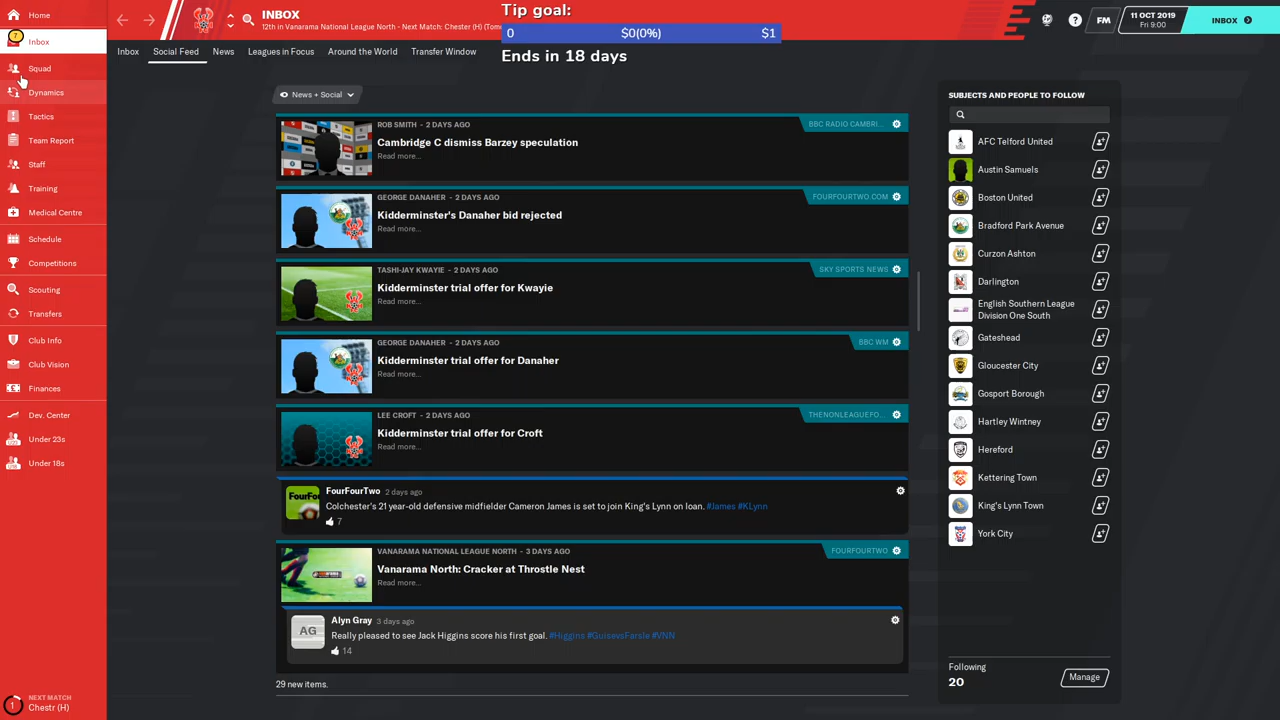 Home
7
Inbox
Squad
Dynamics
Tactics
Team Report
Staff
Training
Medical Centre
Schedule
Competitions
Scouting
Transfers
Club Info
Club Vision
Finances
Dev. Center
Under 23s
Under 18s
1
NEXT MATCH
Chestr (H)
INBOX
12th in Vanarama National League North - Next Match: Chester (H) (Tom
Tip goal:
0 $0(0%) $1
Ends in 18 days
?
FM
11 OCT 2019
Fri 9:00
INBOX
Inbox Social Feed News Leagues in Focus Around the World Transfer Window
News + Social
ROB SMITH - 2 DAYS AGO
BBC RADIO CAMBRI...
Cambridge C dismiss Barzey speculation
Read more...
GEORGE DANAHER - 2 DAYS AGO
FOURFOURTWO.COM
Kidderminster's Danaher bid rejected
Read more...
TASHI-JAY KWAYIE - 2 DAYS AGO
SKY SPORTS NEWS
Kidderminster trial offer for Kwayie
Read more...
GEORGE DANAHER - 2 DAYS AGO
BBC WM
Kidderminster trial offer for Danaher
Read more...
LEE CROFT - 2 DAYS AGO
THENONLEAGUEFO...
Kidderminster trial offer for Croft
Read more...
FourFo
FourFourTwo 2 days ago
Colchester's 21 year-old defensive midfielder Cameron James is set to join King's Lynn on loan. #James #KLynn
7
VANARAMA NATIONAL LEAGUE NORTH - 3 DAYS AGO
FOURFOURTWO
Vanarama North: Cracker at Throstle Nest
Read more...
AG
Alyn Gray 3 days ago
Really pleased to see Jack Higgins score his first goal. #Higgins #GuisevsFarsle #VNN
14
29 new items.
SUBJECTS AND PEOPLE TO FOLLOW
AFC Telford United
Austin Samuels
Boston United
Bradford Park Avenue
Curzon Ashton
Darlington
English Southern League
Division One South
Gateshead
Gloucester City
Gosport Borough
Hartley Wintney
Hereford
Kettering Town
King's Lynn Town
York City
Following
20
Manage